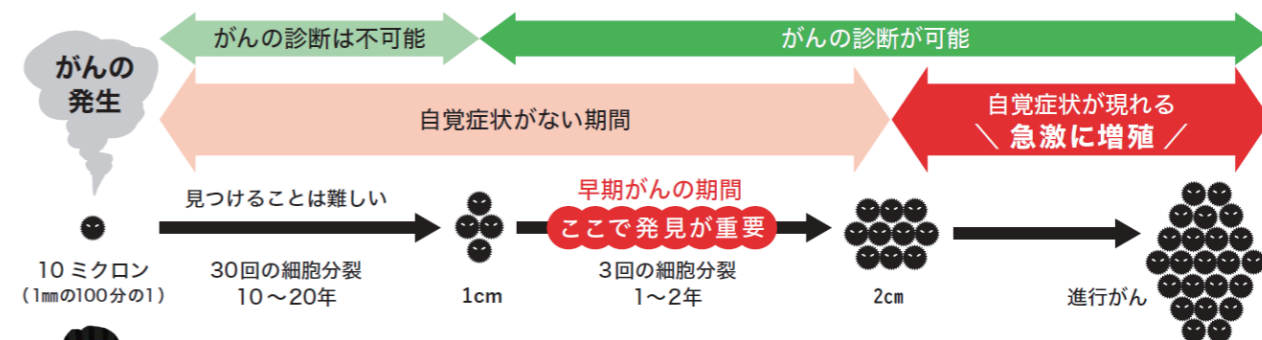 がんの診断は不可能
がんの診断が可能
がんの
発生
自覚症状がない期間
自覚症状が現れる
＼ 急激に増殖 ／
見つけることは難しい
早期がんの期間
ここで発見が重要
10ミクロン
（1㎜の100分の1）
30回の細胞分裂
10〜20年
1cm
3回の細胞分裂
1〜2年
2㎝
進行がん